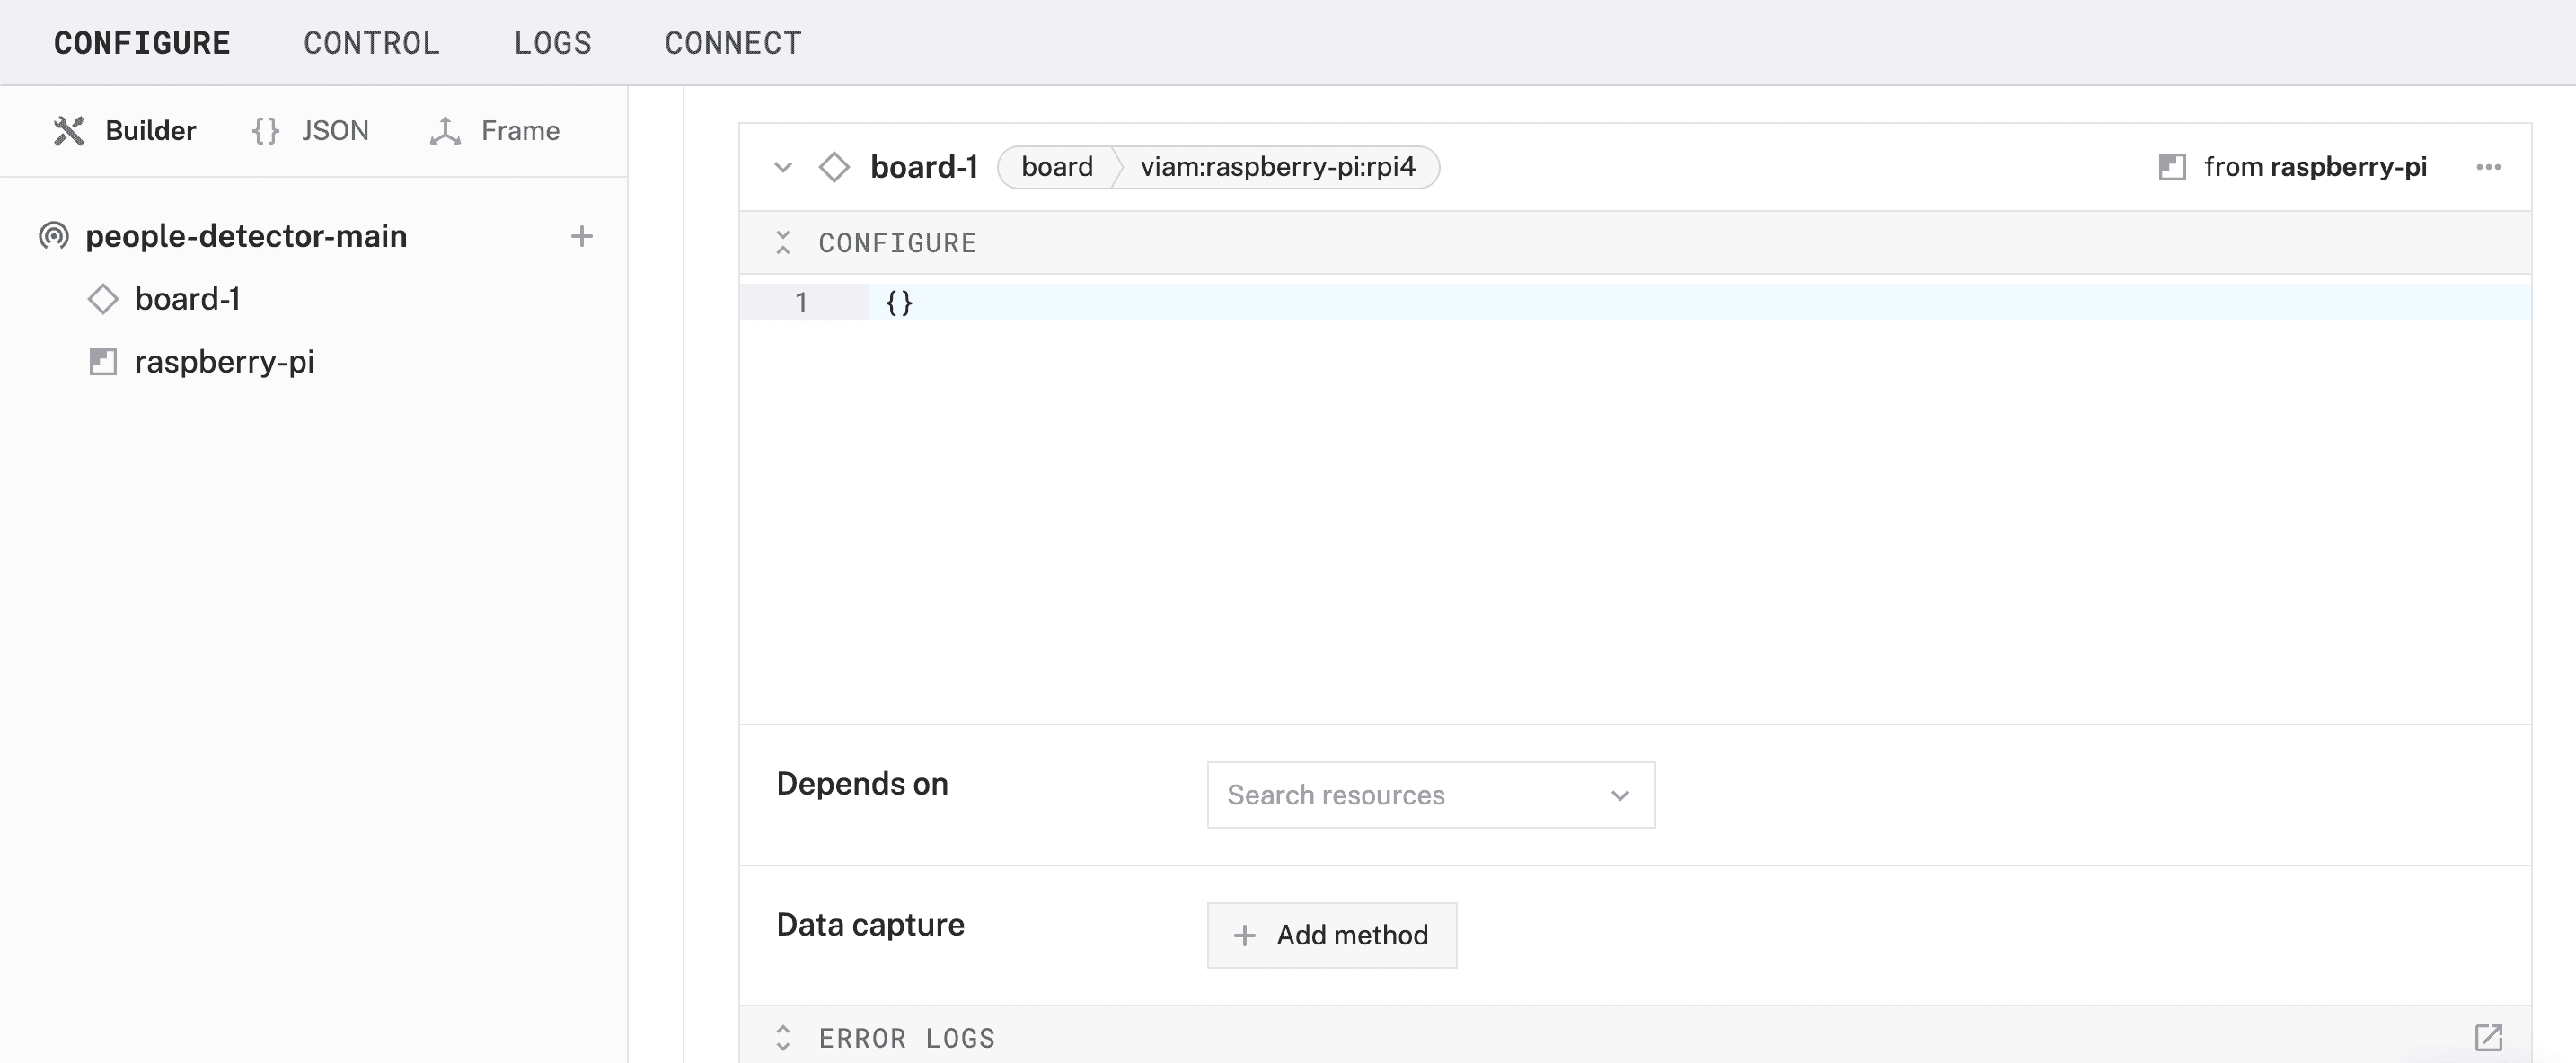 CONFIGURE CONTROL LOGS CONNECT
Builder {} JSON Frame
people-detector-main +
board-1
raspberry-pi
board-1 board viam:raspberry-pi:rpi4 from raspberry-pi ...
CONFIGURE
1 {}
Depends on Search resources
Data capture + Add method
ERROR LOGS